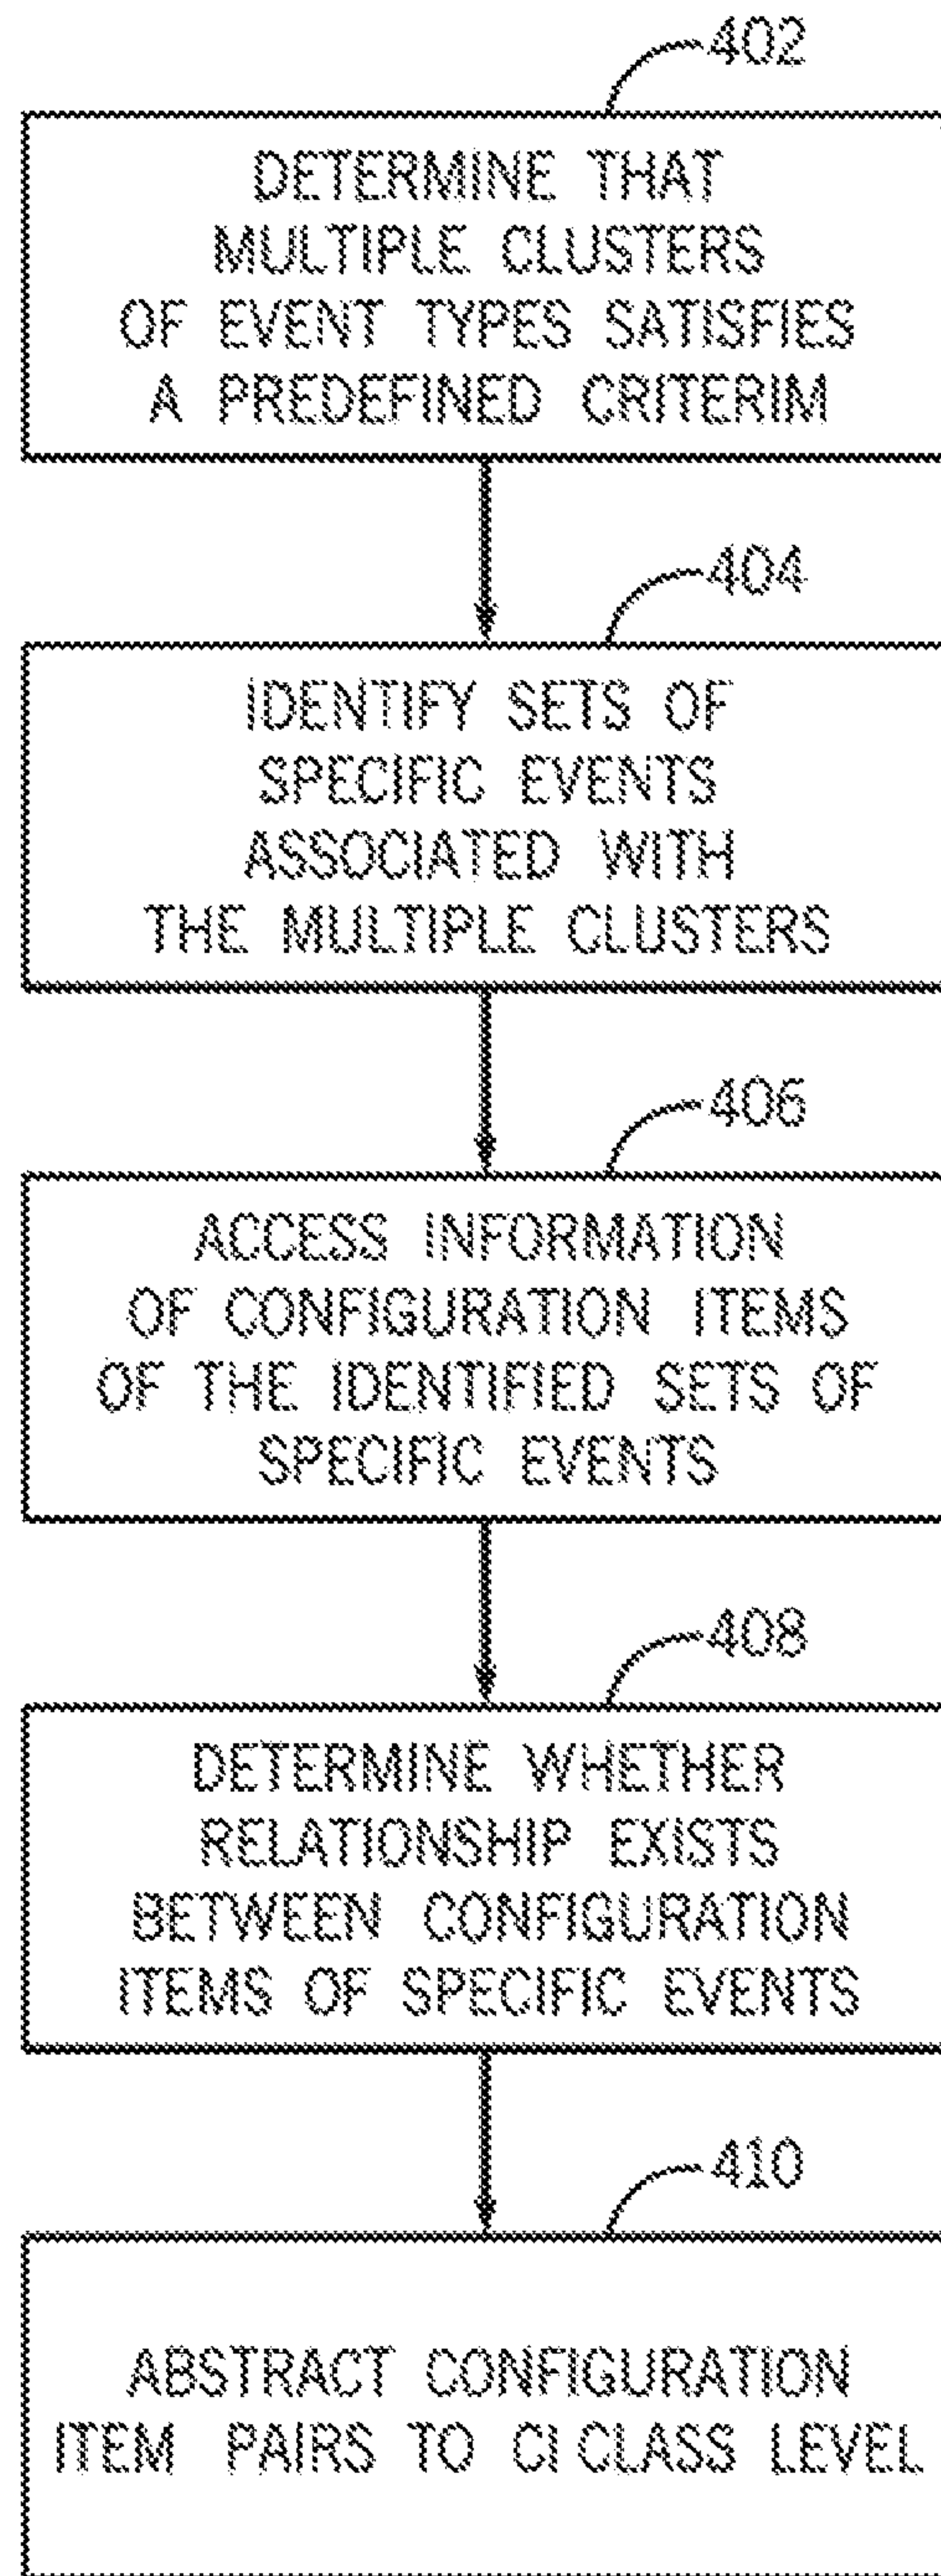 402
DETERMINE THAT
MULTIPLE CLUSTERS
OF EVENT TYPES SATISFIES
A PREDEFINED CRITERIM
404
IDENTIFY SETS OF
SPECIFIC EVENTS
ASSOCIATED WITH
THE MULTIPLE CLUSTERS
406
ACCESS INFORMATION
OF CONFIGURATION ITEMS
OF THE IDENTIFIED SETS OF
SPECIFIC EVENTS
408
DETERMINE WHETHER
RELATIONSHIP EXISTS
BETWEEN CONFIGURATION
ITEMS OF SPECIFIC EVENTS
410
ABSTRACT CONFIGURATION
ITEM PAIRS TO CI CLASS LEVEL